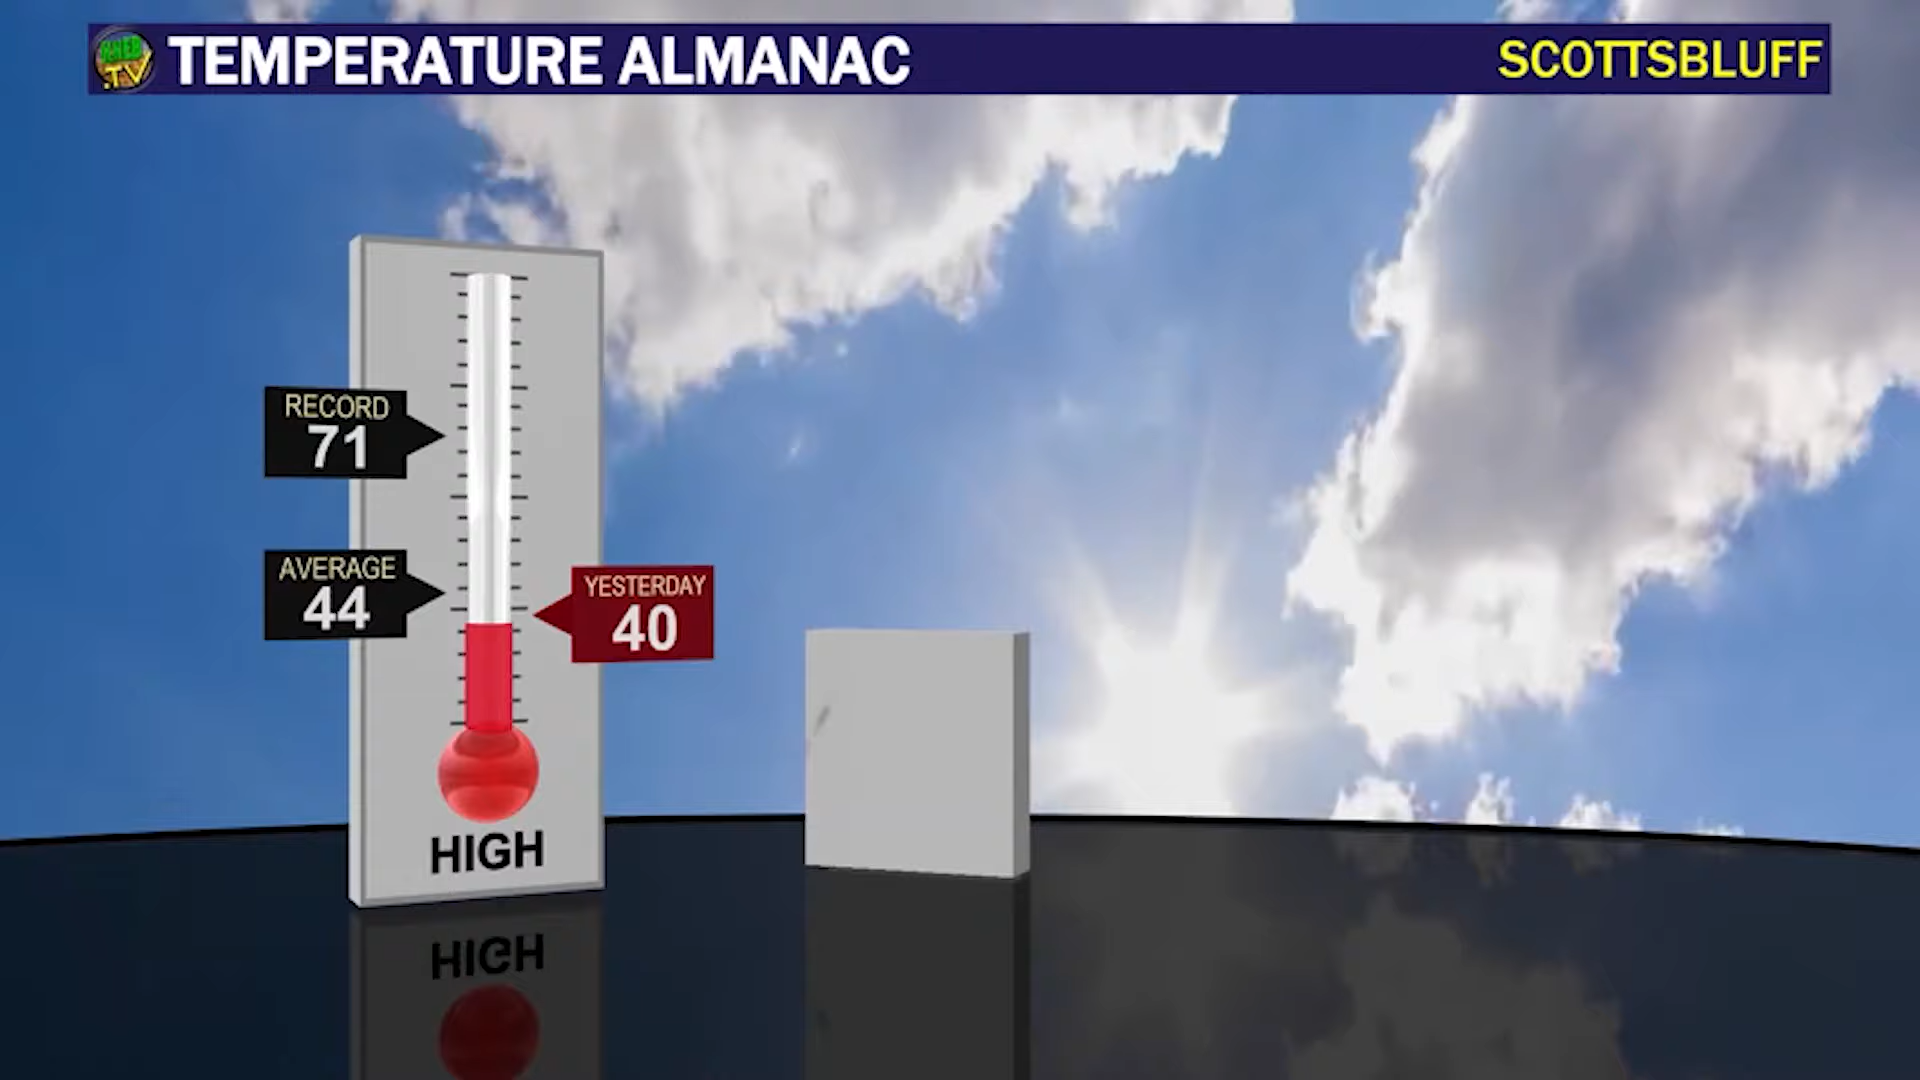 TEMPERATURE ALMANAC
SCOTTSBLUFF
RECORD
71
AVERAGE
44
YESTERDAY
40
HIGH
HIGH